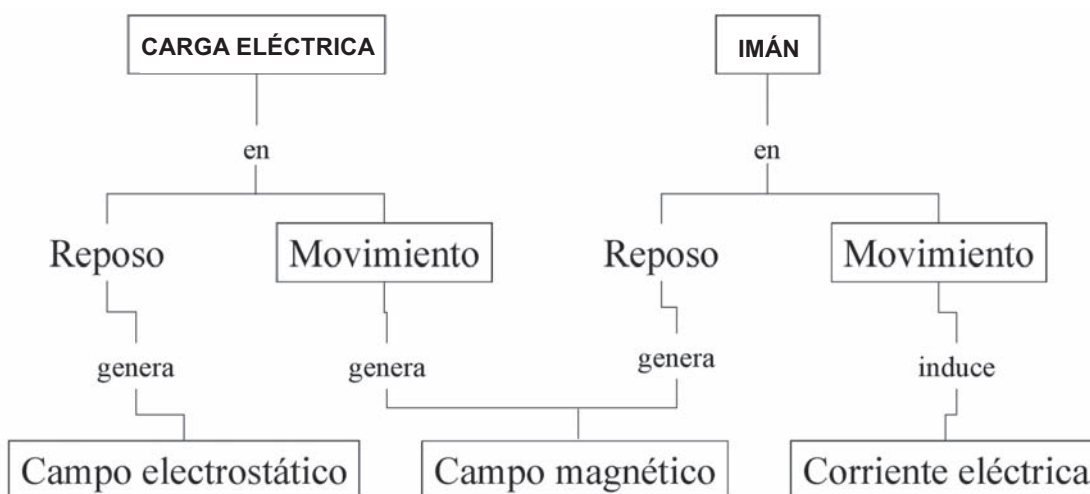 CARGA ELÉCTRICA
IMÁN
en
en
Reposo
Movimiento
Reposo
Movimiento
genera
genera
genera
induce
Campo electrostático
Campo magnético
Corriente eléctrica